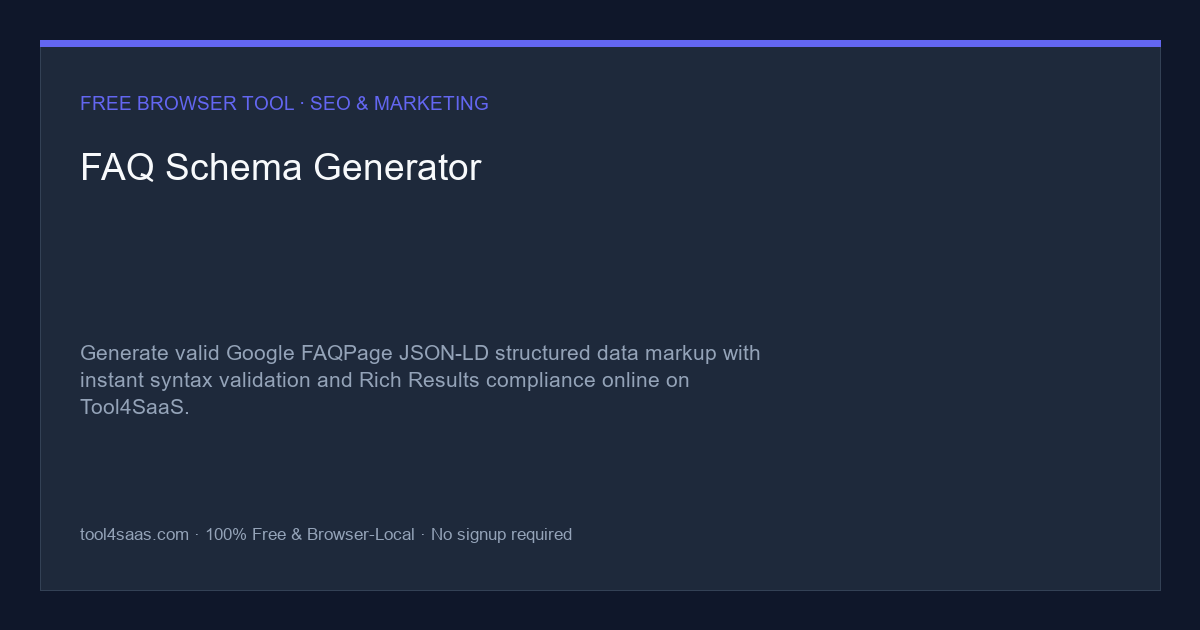 FREE BROWSER TOOL · SEO & MARKETING
FAQ Schema Generator
Generate valid Google FAQPage JSON-LD structured data markup with
instant syntax validation and Rich Results compliance online on
Tool4SaaS.
tool4saas.com · 100% Free & Browser-Local · No signup required